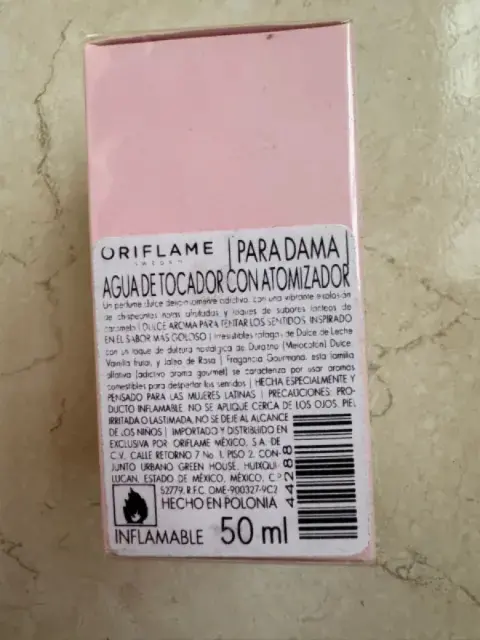 ORIFLAME
SWEDEN
PARA DAMA
AGUA DE TOCADOR CON ATOMIZADOR
Un perfume dulce deliciosamente adictivo, con una vibrante explosión
de chispeantes notas afrutadas y toques de sabores lácteos de
caramelo | DULCE AROMA PARA TENTAR LOS SENTIDOS, INSPIRADO
EN EL SABOR MÁS GOLOSO | Irresistibles ráfagas de Dulce de Leche
con un toque de dulzura nostálgica de Durazno (Melocotón) Dulce,
Vainilla frutal, y Jalea de Rosa | Fragancia Gourmand, esta familia
olfativa (adictivo aroma gourmet) se caracteriza por usar aromas
comestibles para despertar los sentidos | HECHA ESPECIALMENTE Y
PENSADO PARA LAS MUJERES LATINAS | PRECAUCIONES: PRO-
DUCTO INFLAMABLE. NO SE APLIQUE CERCA DE LOS OJOS, PIEL
IRRITADA O LASTIMADA, NO SE DEJE AL ALCANCE
DE LOS NIÑOS | IMPORTADO Y DISTRIBUIDO EN
EXCLUSIVA POR ORIFLAME MÉXICO, S.A. DE
C.V. CALLE RETORNO 7 No. 1, PISO 2. CON-
JUNTO URBANO GREEN HOUSE, HUIXQUI-
LUCAN, ESTADO DE MÉXICO, MÉXICO, C.P.
52779. R.F.C. OME-900327-9C2
HECHO EN POLONIA
INFLAMABLE 50 ml
44288